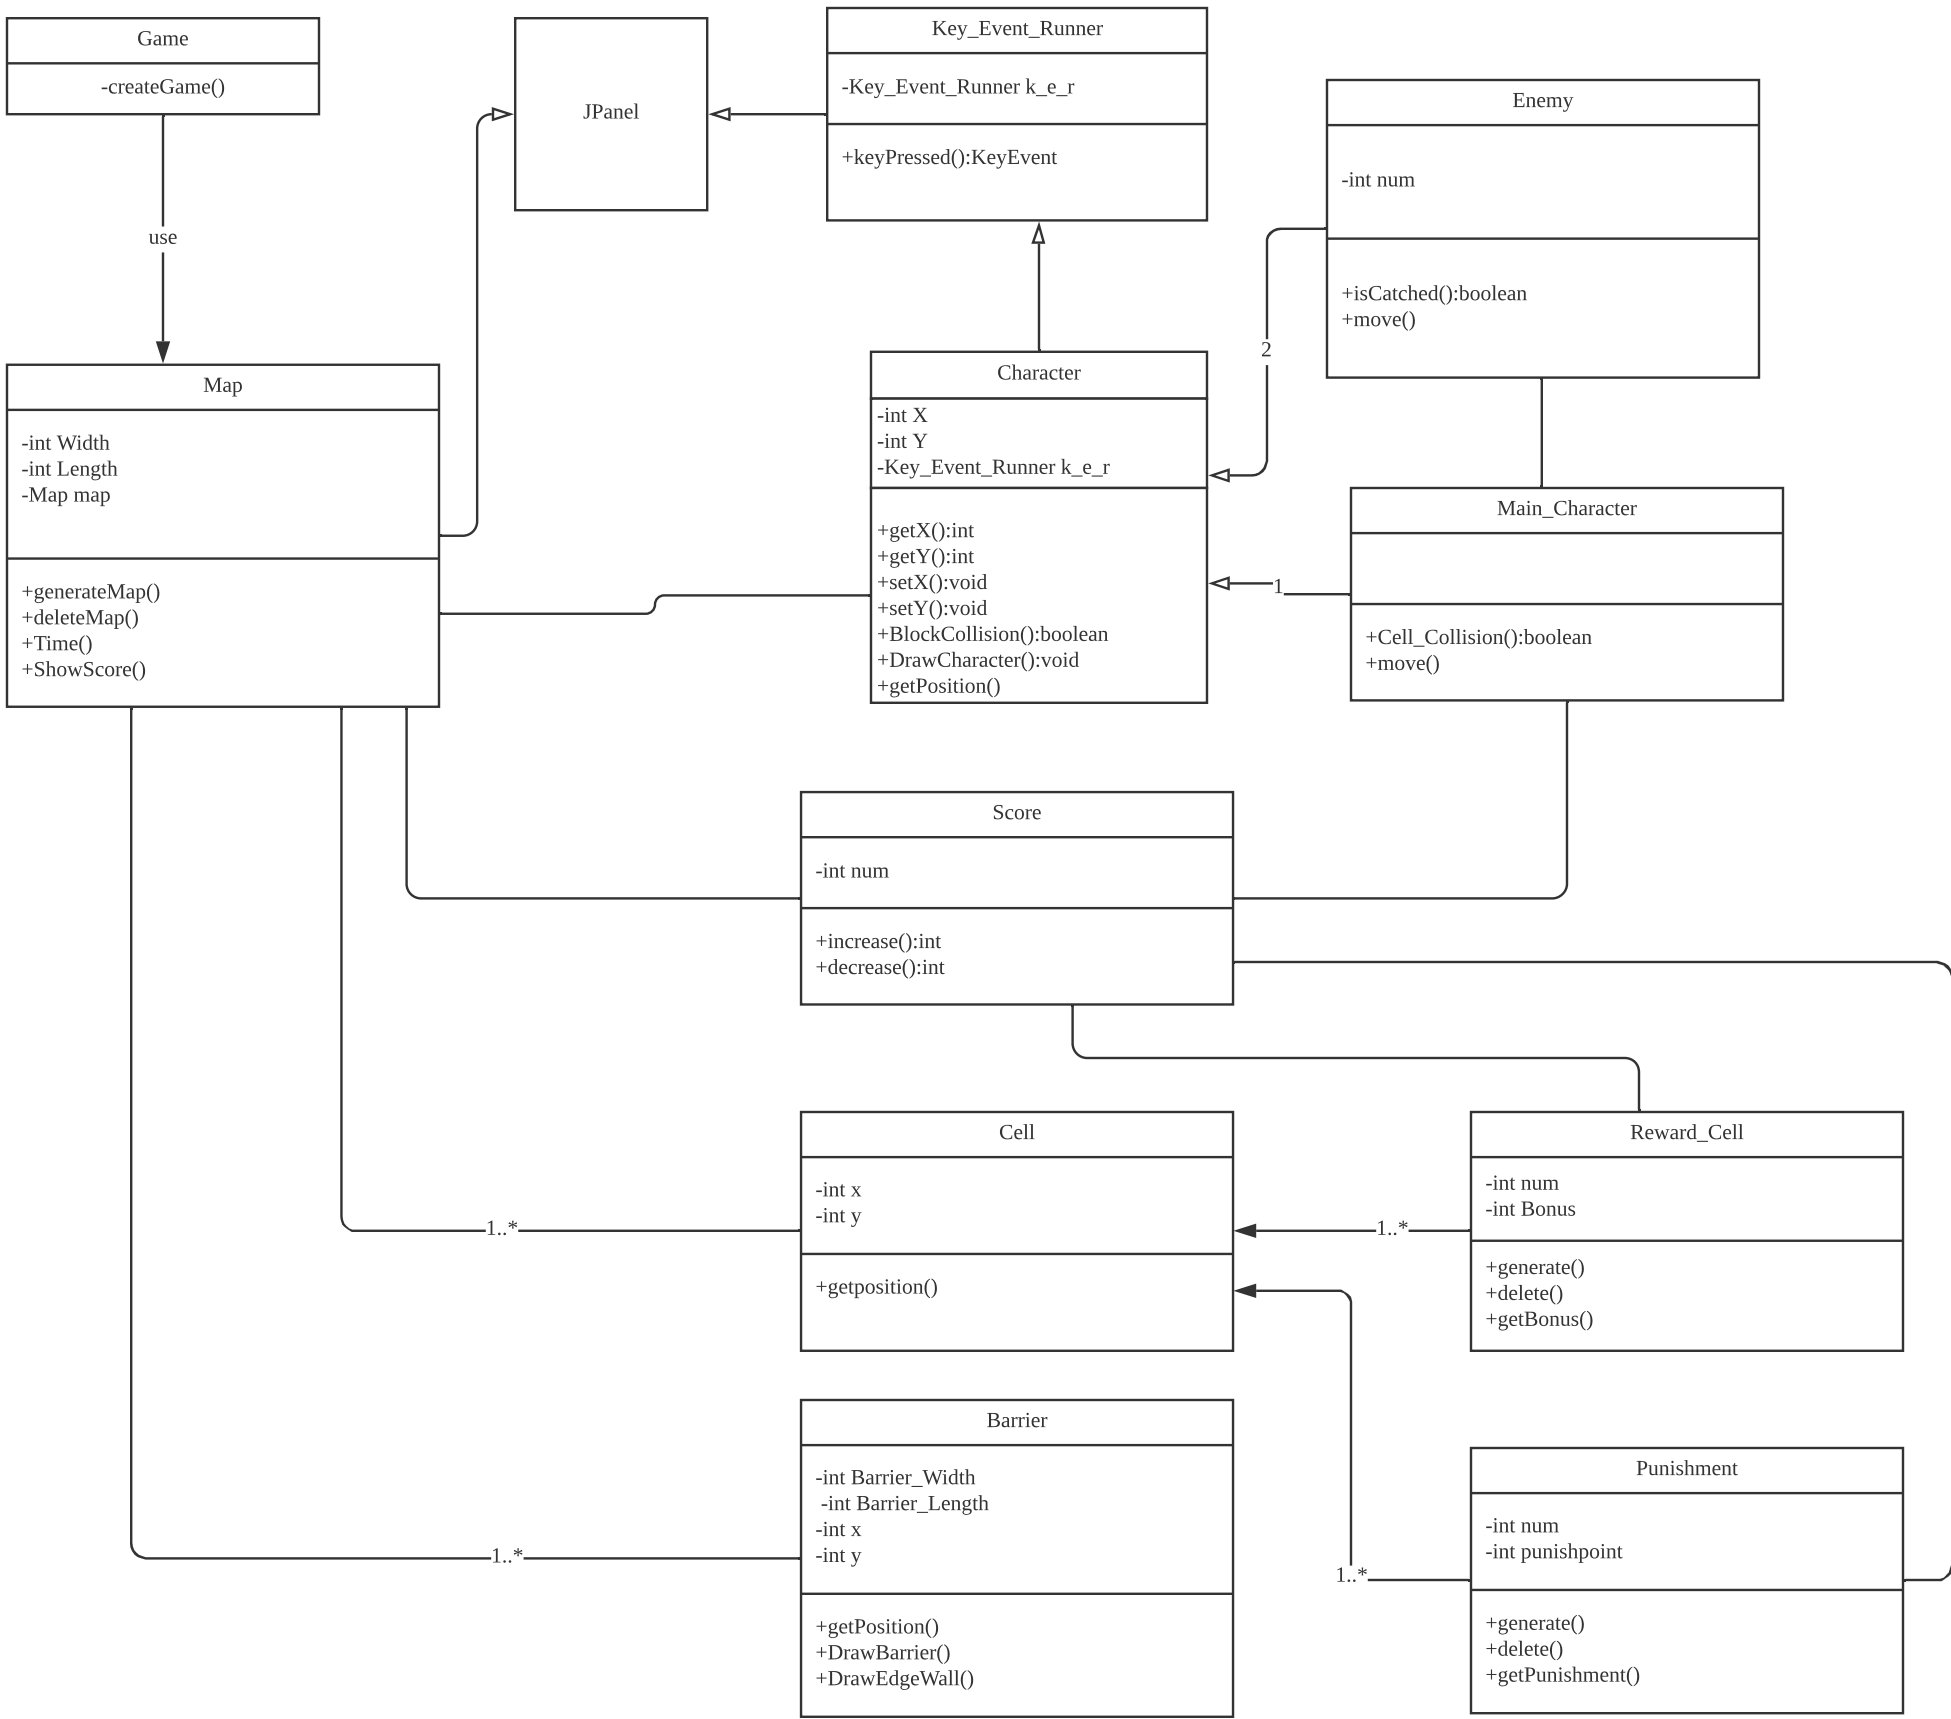 Game
-createGame()
use
JPanel
Key_Event_Runner
-Key_Event_Runner k_e_r
+keyPressed():KeyEvent
Enemy
-int num
+isCatched():boolean
+move()
2
Map
-int Width
-int Length
-Map map
+generateMap()
+deleteMap()
+Time()
+ShowScore()
Character
-int X
-int Y
-Key_Event_Runner k_e_r
+getX():int
+getY():int
+setX():void
+setY():void
+BlockCollision():boolean
+DrawCharacter():void
+getPosition()
1
Main_Character
+Cell_Collision():boolean
+move()
Score
-int num
+increase():int
+decrease():int
1..*
Cell
-int x
-int y
+getposition()
1..*
Reward_Cell
-int num
-int Bonus
+generate()
+delete()
+getBonus()
1..*
Barrier
-int Barrier_Width
-int Barrier_Length
-int x
-int y
+getPosition()
+DrawBarrier()
+DrawEdgeWall()
1..*
Punishment
-int num
-int punishpoint
+generate()
+delete()
+getPunishment()